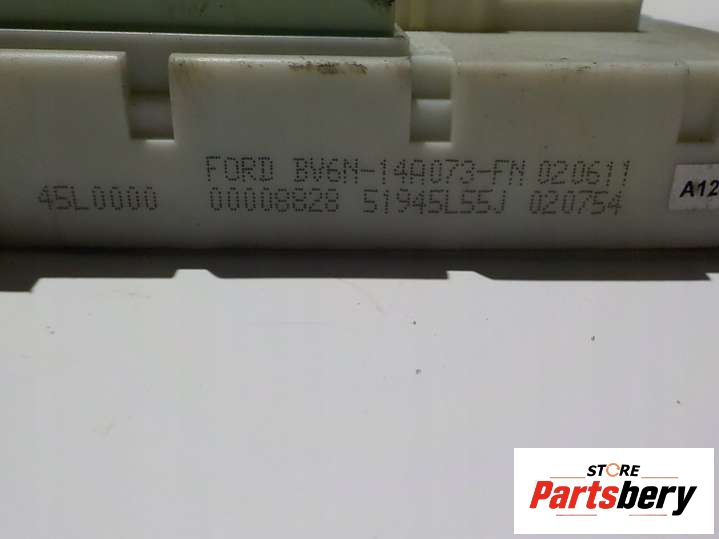 FORD BV6N-14A073-FN 020611
45L0000 00008828 51945L55J 020754
A12
STORE
Partsbery